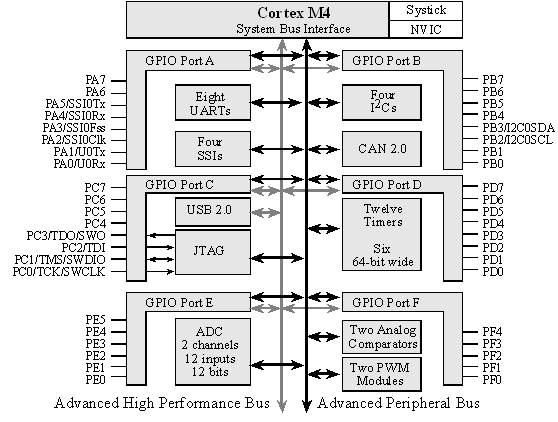 Cortex M4
System Bus Interface
Systick
NVIC
GPIO Port A
GPIO Port B
PA7
PA6
PA5/SSI0Tx
PA4/SSI0Rx
PA3/SSI0Fss
PA2/SSI0Clk
PA1/U0Tx
PA0/U0Rx
Eight
UARTs
Four
SSIs
Four
I2Cs
CAN 2.0
PB7
PB6
PB5
PB4
PB3/I2C0SDA
PB2/I2C0SCL
PB1
PB0
GPIO Port C
GPIO Port D
PC7
PC6
PC5
PC4
PC3/TDO/SWO
PC2/TDI
PC1/TMS/SWDIO
PC0/TCK/SWCLK
USB 2.0
JTAG
Twelve
Timers
Six
64-bit wide
PD7
PD6
PD5
PD4
PD3
PD2
PD1
PD0
GPIO Port E
GPIO Port F
PE5
PE4
PE3
PE2
PE1
PE0
ADC
2 channels
12 inputs
12 bits
Two Analog
Comparators
Two PWM
Modules
PF4
PF3
PF2
PF1
PF0
Advanced High Performance Bus
Advanced Peripheral Bus